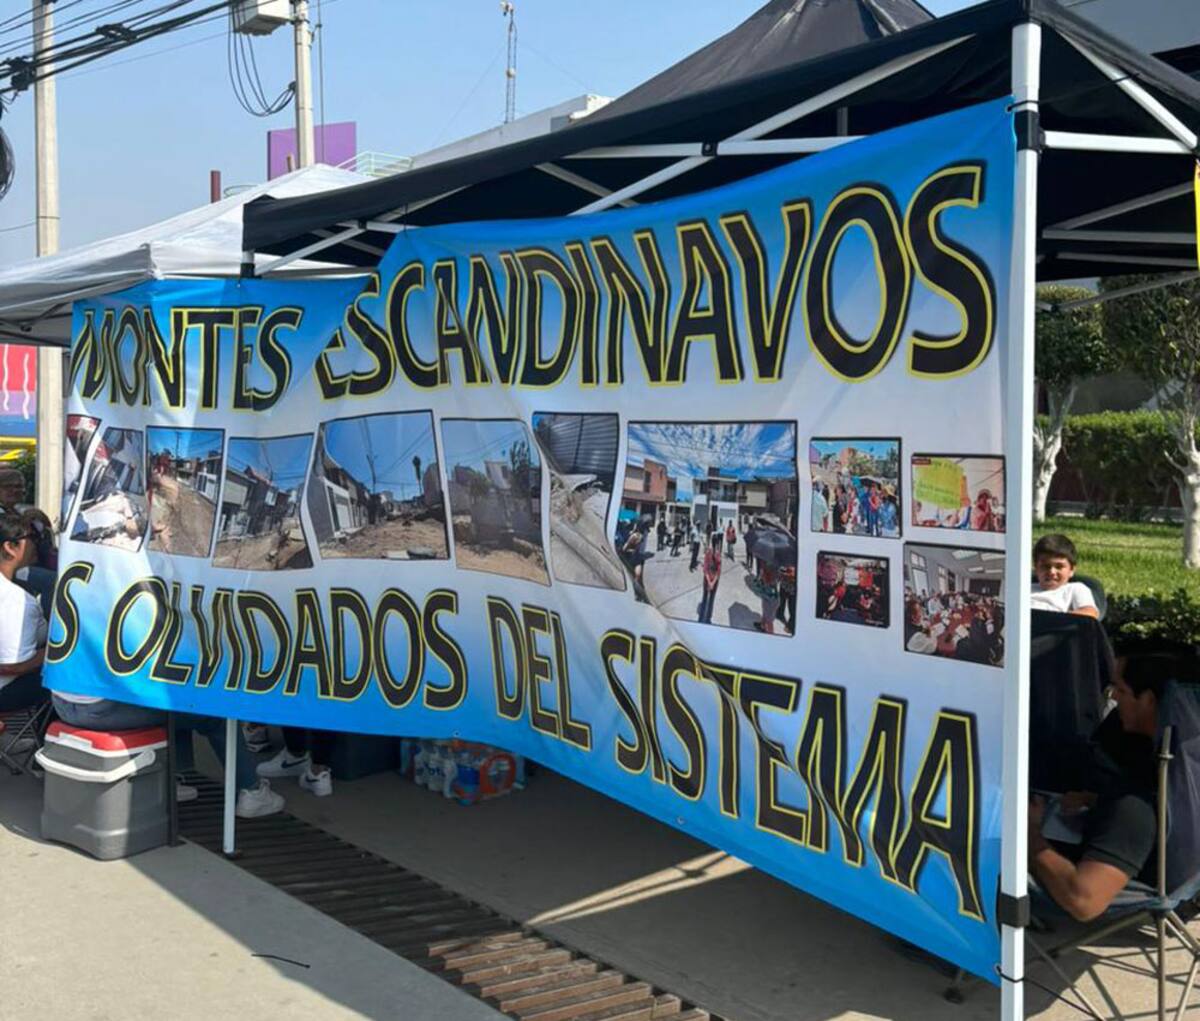 MONTES ESCANDINAVOS
S OLVIDADOS DEL SISTEMA